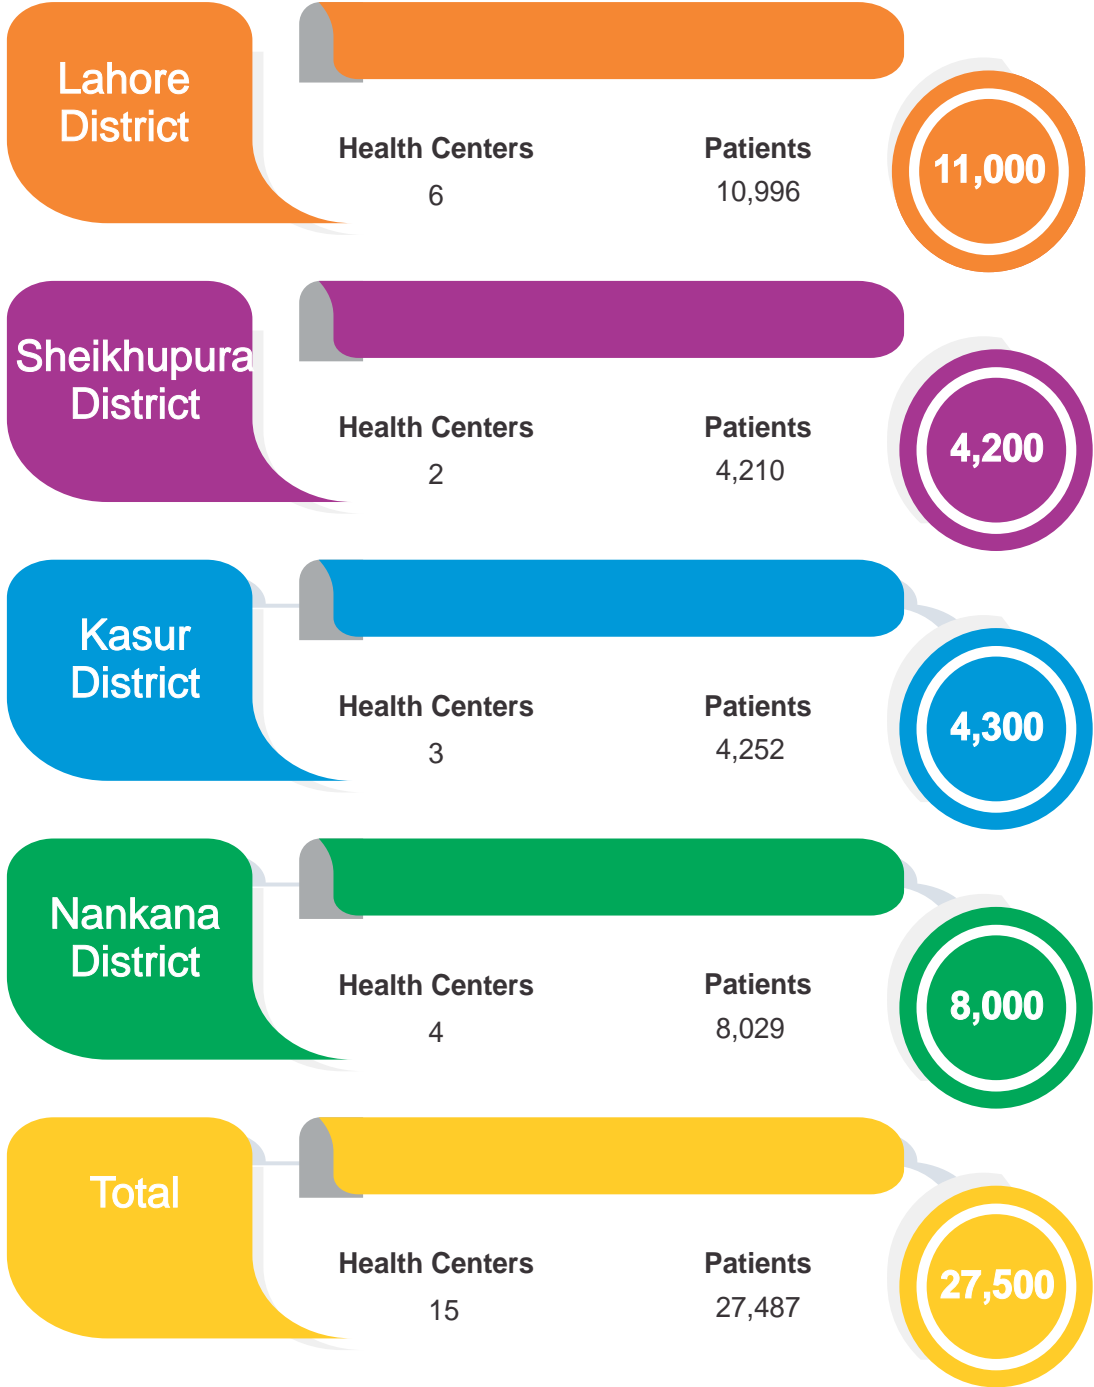 Lahore
District
Health Centers
Patients
6
10,996
11,000
Sheikhupura
District
Health Centers
Patients
2
4,210
4,200
Kasur
District
Health Centers
Patients
3
4,252
4,300
Nankana
District
Health Centers
Patients
4
8,029
8,000
Total
Health Centers
Patients
15
27,487
27,500